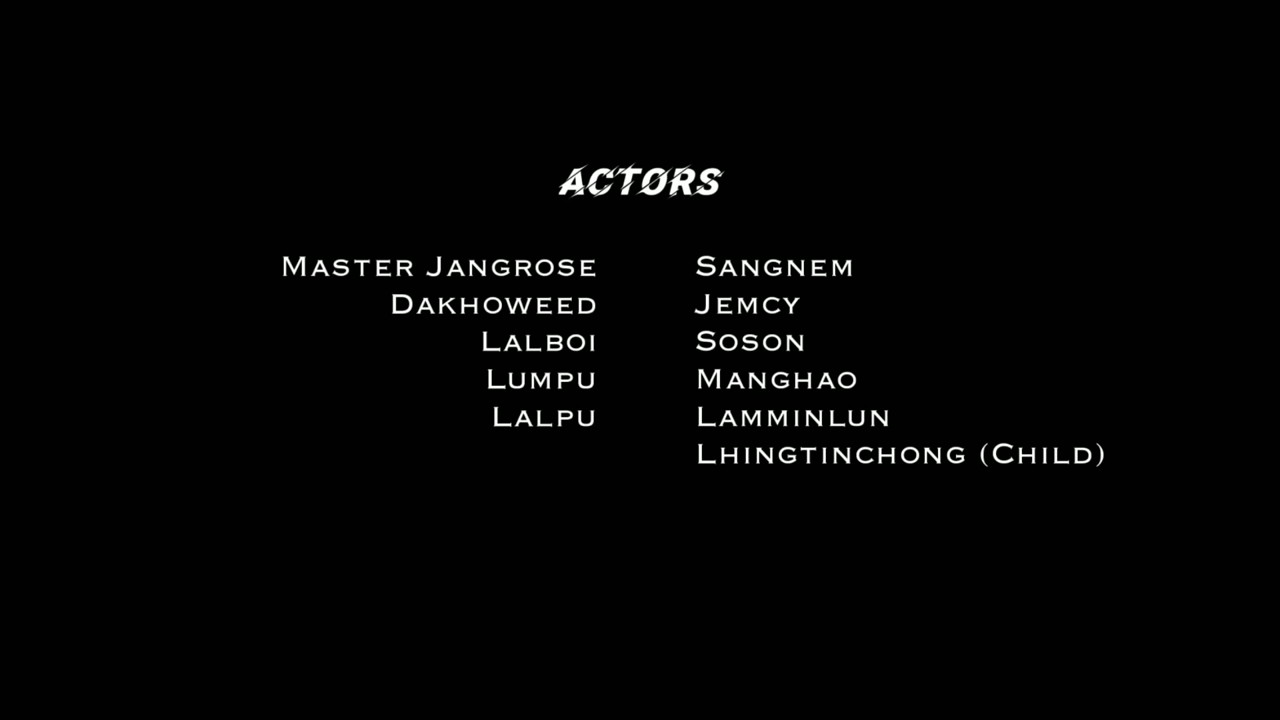 ACTORS
Master Jangrose Sangnem
Dakhoweed Jemcy
Lalboi Soson
Lumpu Manghao
Lalpu Lamminlun
Lhingtinchong (Child)